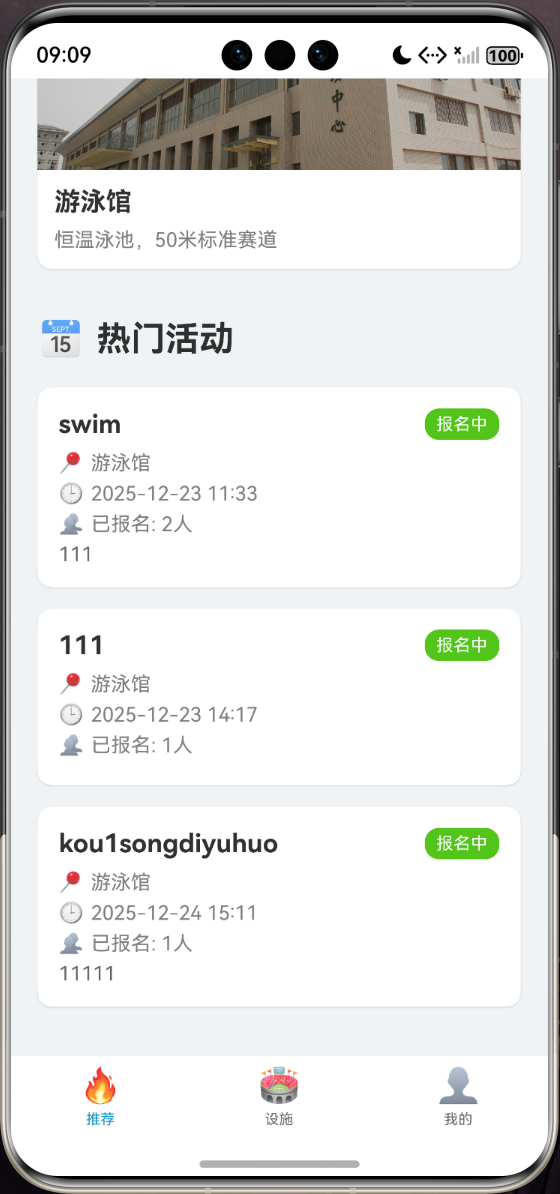 09:09
100
中
心
游泳馆
恒温泳池，50米标准赛道
SEPT.
15
热门活动
swim
报名中
游泳馆
2025-12-23 11:33
已报名: 2人
111
111
报名中
游泳馆
2025-12-23 14:17
已报名: 1人
kou1songdiyuhuo
报名中
游泳馆
2025-12-24 15:11
已报名: 1人
11111
推荐
设施
我的